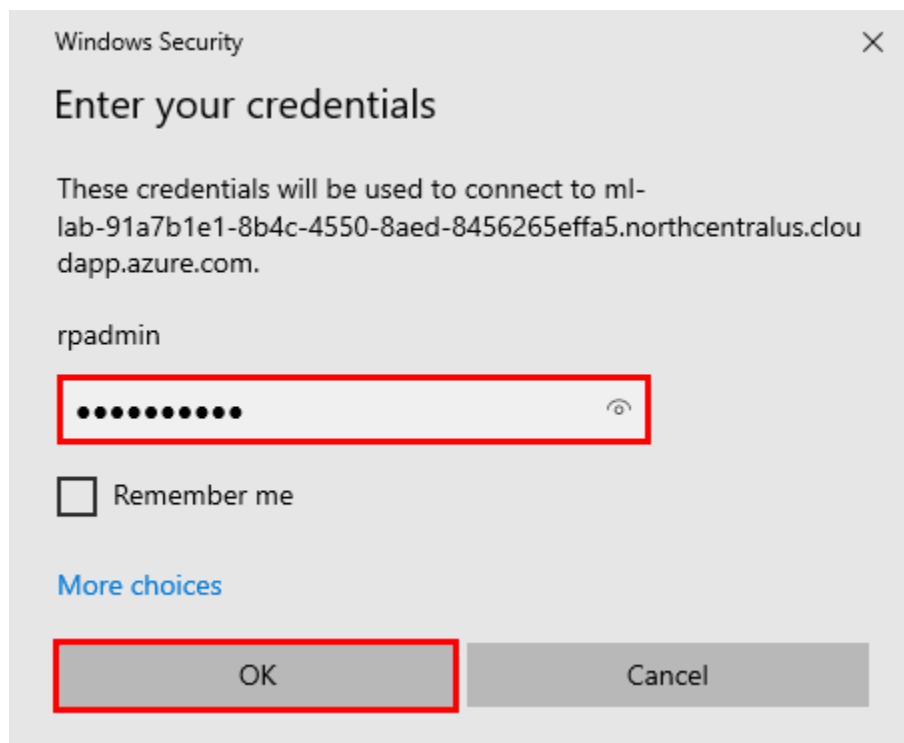 Windows Security
Enter your credentials
These credentials will be used to connect to ml-
lab-91a7b1e1-8b4c-4550-8aed-8456265effa5.northcentralus.clou
dapp.azure.com.
rpadmin
●●●●●●●●●●
Remember me
More choices
OK
Cancel